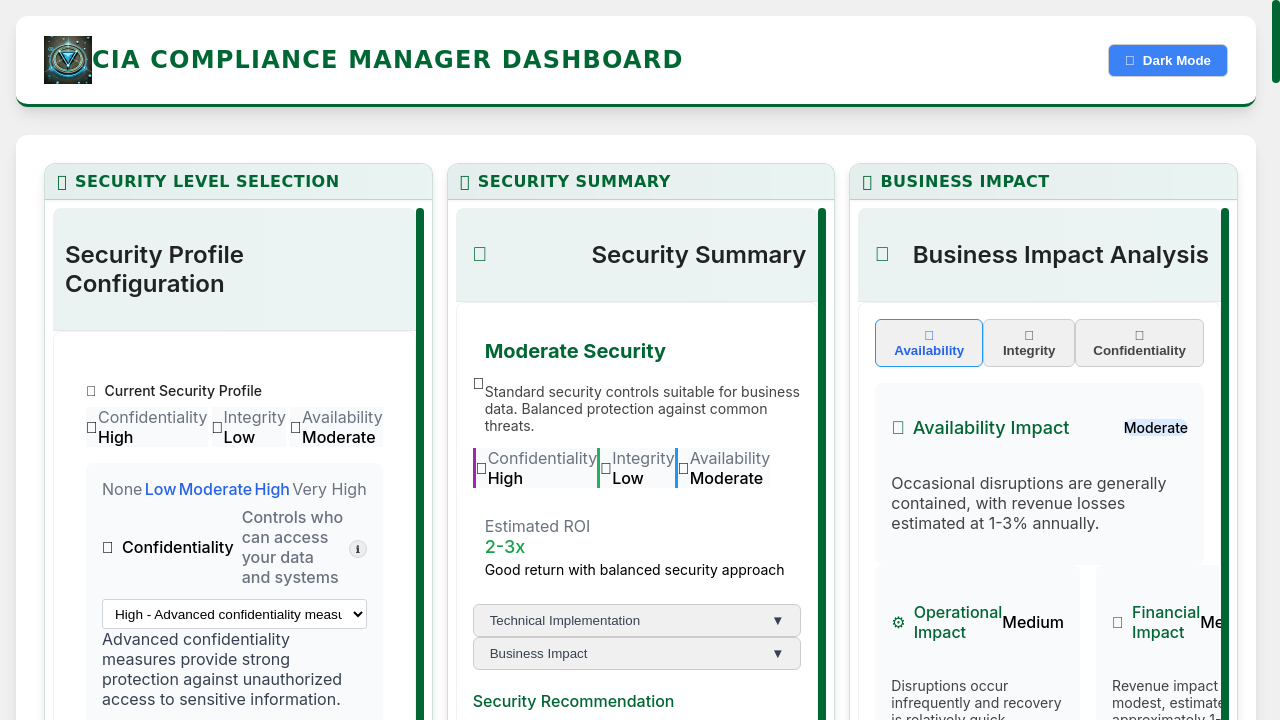 CIA COMPLIANCE MANAGER DASHBOARD
Dark Mode
SECURITY LEVEL SELECTION
Security Profile
Configuration
Current Security Profile
Confidentiality
High
Integrity
Low
Availability
Moderate
None Low Moderate High Very High
Confidentiality
Controls who
can access
your data
and systems
ℹ
High - Advanced confidentiality measu
Advanced confidentiality
measures provide strong
protection against unauthorized
access to sensitive information.
SECURITY SUMMARY
Security Summary
Moderate Security
Standard security controls suitable for business
data. Balanced protection against common
threats.
Confidentiality
High
Integrity
Low
Availability
Moderate
Estimated ROI
2-3x
Good return with balanced security approach
Technical Implementation ▼
Business Impact ▼
Security Recommendation
BUSINESS IMPACT
Business Impact Analysis
Availability
Integrity
Confidentiality
Availability Impact
Moderate
Occasional disruptions are generally
contained, with revenue losses
estimated at 1-3% annually.
Operational
Impact
Medium
Disruptions occur
infrequently and recovery
is relatively quick
Financial
Impact
Me
Revenue impact
modest, estimate
approximately 1-